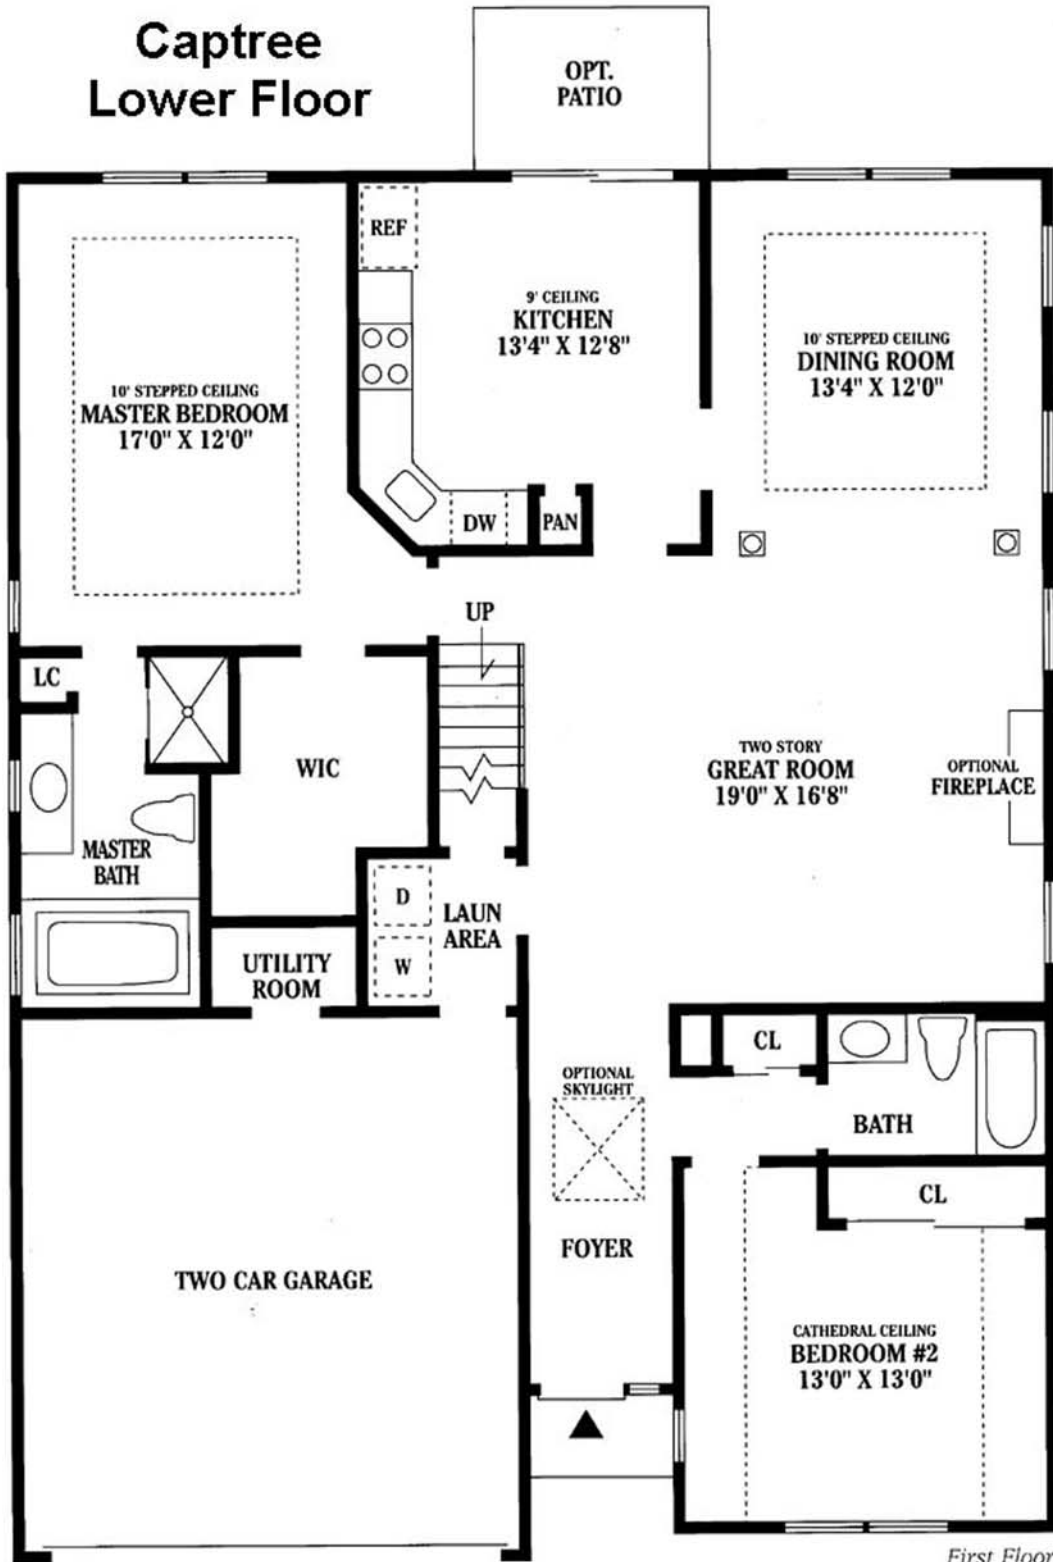 Captree
Lower Floor
OPT.
PATIO
REF
9' CEILING
KITCHEN
13'4" X 12'8"
10' STEPPED CEILING
DINING ROOM
13'4" X 12'0"
10' STEPPED CEILING
MASTER BEDROOM
17'0" X 12'0"
DW
PAN
UP
LC
WIC
TWO STORY
GREAT ROOM
19'0" X 16'8"
OPTIONAL
FIREPLACE
MASTER
BATH
D
W
LAUN
AREA
UTILITY
ROOM
CL
OPTIONAL
SKYLIGHT
BATH
CL
FOYER
TWO CAR GARAGE
CATHEDRAL CEILING
BEDROOM #2
13'0" X 13'0"
First Floor